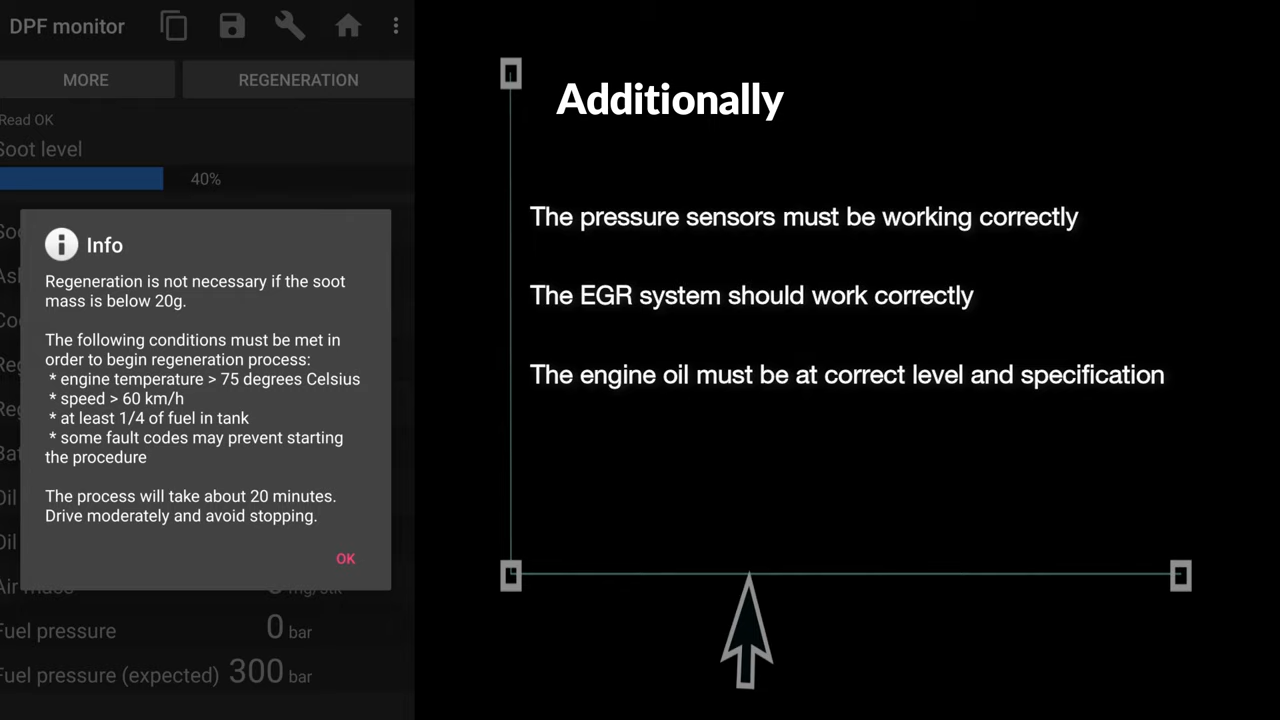 DPF monitor
MORE
REGENERATION
Read OK
Soot level
40%
Info
Regeneration is not necessary if the soot
mass is below 20g.
The following conditions must be met in
order to begin regeneration process:
* engine temperature > 75 degrees Celsius
* speed > 60 km/h
* at least 1/4 of fuel in tank
* some fault codes may prevent starting
the procedure
The process will take about 20 minutes.
Drive moderately and avoid stopping.
OK
Fuel pressure 0 bar
Fuel pressure (expected) 300 bar
Additionally
The pressure sensors must be working correctly
The EGR system should work correctly
The engine oil must be at correct level and specification